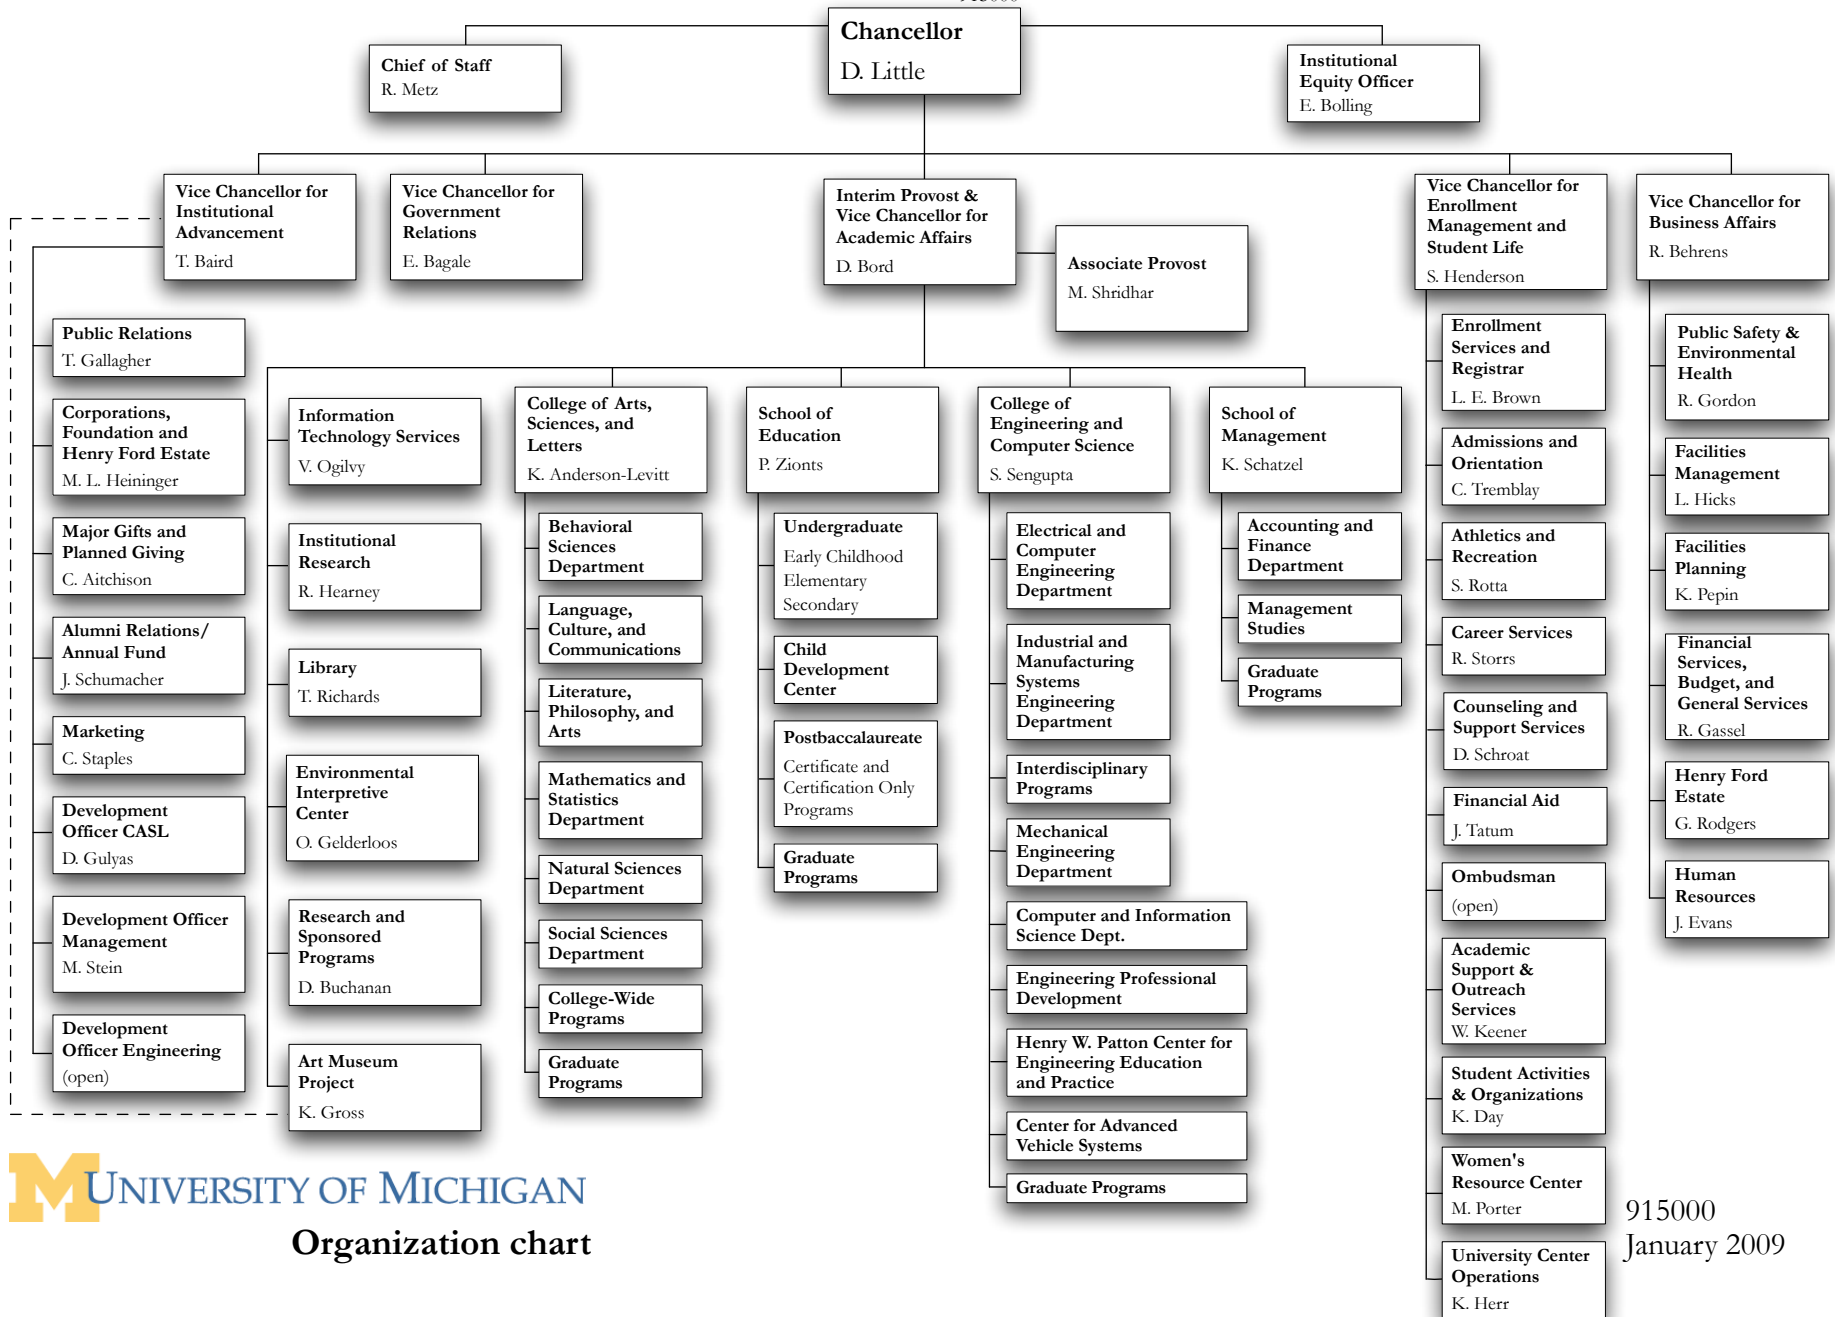 Chancellor
D. Little
Chief of Staff
R. Metz
Institutional
Equity Officer
E. Bolling
Vice Chancellor for
Institutional
Advancement
T. Baird
Vice Chancellor for
Government
Relations
E. Bagale
Interim Provost &
Vice Chancellor for
Academic Affairs
D. Bord
Associate Provost
M. Shridhar
Vice Chancellor for
Enrollment
Management and
Student Life
S. Henderson
Vice Chancellor for
Business Affairs
R. Behrens
Public Relations
T. Gallagher
Corporations,
Foundation and
Henry Ford Estate
M. L. Heininger
Major Gifts and
Planned Giving
C. Aitchison
Alumni Relations/
Annual Fund
J. Schumacher
Marketing
C. Staples
Development
Officer CASL
D. Gulyas
Development Officer
Management
M. Stein
Development
Officer Engineering
(open)
Information
Technology Services
V. Ogilvy
Institutional
Research
R. Hearney
Library
T. Richards
Environmental
Interpretive
Center
O. Gelderloos
Research and
Sponsored
Programs
D. Buchanan
Art Museum
Project
K. Gross
College of Arts,
Sciences, and
Letters
K. Anderson-Levitt
Behavioral
Sciences
Department
Language,
Culture, and
Communications
Literature,
Philosophy, and
Arts
Mathematics and
Statistics
Department
Natural Sciences
Department
Social Sciences
Department
College-Wide
Programs
Graduate
Programs
School of
Education
P. Zionts
Undergraduate
Early Childhood
Elementary
Secondary
Child
Development
Center
Postbaccalaureate
Certificate and
Certification Only
Programs
Graduate
Programs
College of
Engineering and
Computer Science
S. Sengupta
Electrical and
Computer
Engineering
Department
Industrial and
Manufacturing
Systems
Engineering
Department
Interdisciplinary
Programs
Mechanical
Engineering
Department
Computer and Information
Science Dept.
Engineering Professional
Development
Henry W. Patton Center for
Engineering Education
and Practice
Center for Advanced
Vehicle Systems
Graduate Programs
School of
Management
K. Schatzel
Accounting and
Finance
Department
Management
Studies
Graduate
Programs
Enrollment
Services and
Registrar
L. E. Brown
Admissions and
Orientation
C. Tremblay
Athletics and
Recreation
S. Rotta
Career Services
R. Storrs
Counseling and
Support Services
D. Schroat
Financial Aid
J. Tatum
Ombudsman
(open)
Academic
Support &
Outreach
Services
W. Keener
Student Activities
& Organizations
K. Day
Women's
Resource Center
M. Porter
University Center
Operations
K. Herr
Public Safety &
Environmental
Health
R. Gordon
Facilities
Management
L. Hicks
Facilities
Planning
K. Pepin
Financial
Services,
Budget, and
General Services
R. Gassel
Henry Ford
Estate
G. Rodgers
Human
Resources
J. Evans
M UNIVERSITY OF MICHIGAN
Organization chart
915000
January 2009